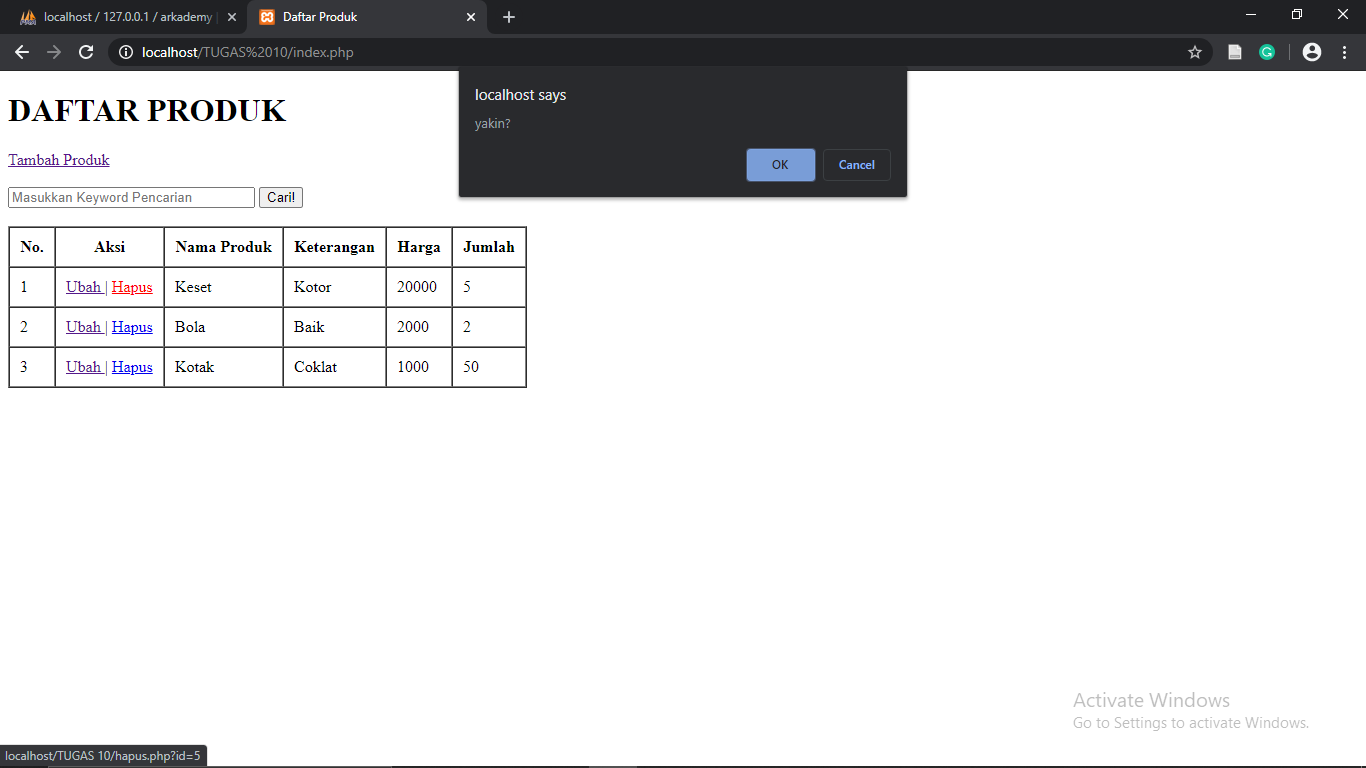 localhost / 127.0.0.1 / arkademy
Daftar Produk
localhost/TUGAS%2010/index.php
localhost says
yakin?
OK Cancel
DAFTAR PRODUK
Tambah Produk
Masukkan Keyword Pencarian Cari!
No. Aksi Nama Produk Keterangan Harga Jumlah
1 Ubah | Hapus Keset Kotor 20000 5
2 Ubah | Hapus Bola Baik 2000 2
3 Ubah | Hapus Kotak Coklat 1000 50
Activate Windows
Go to Settings to activate Windows.
localhost/TUGAS 10/hapus.php?id=5